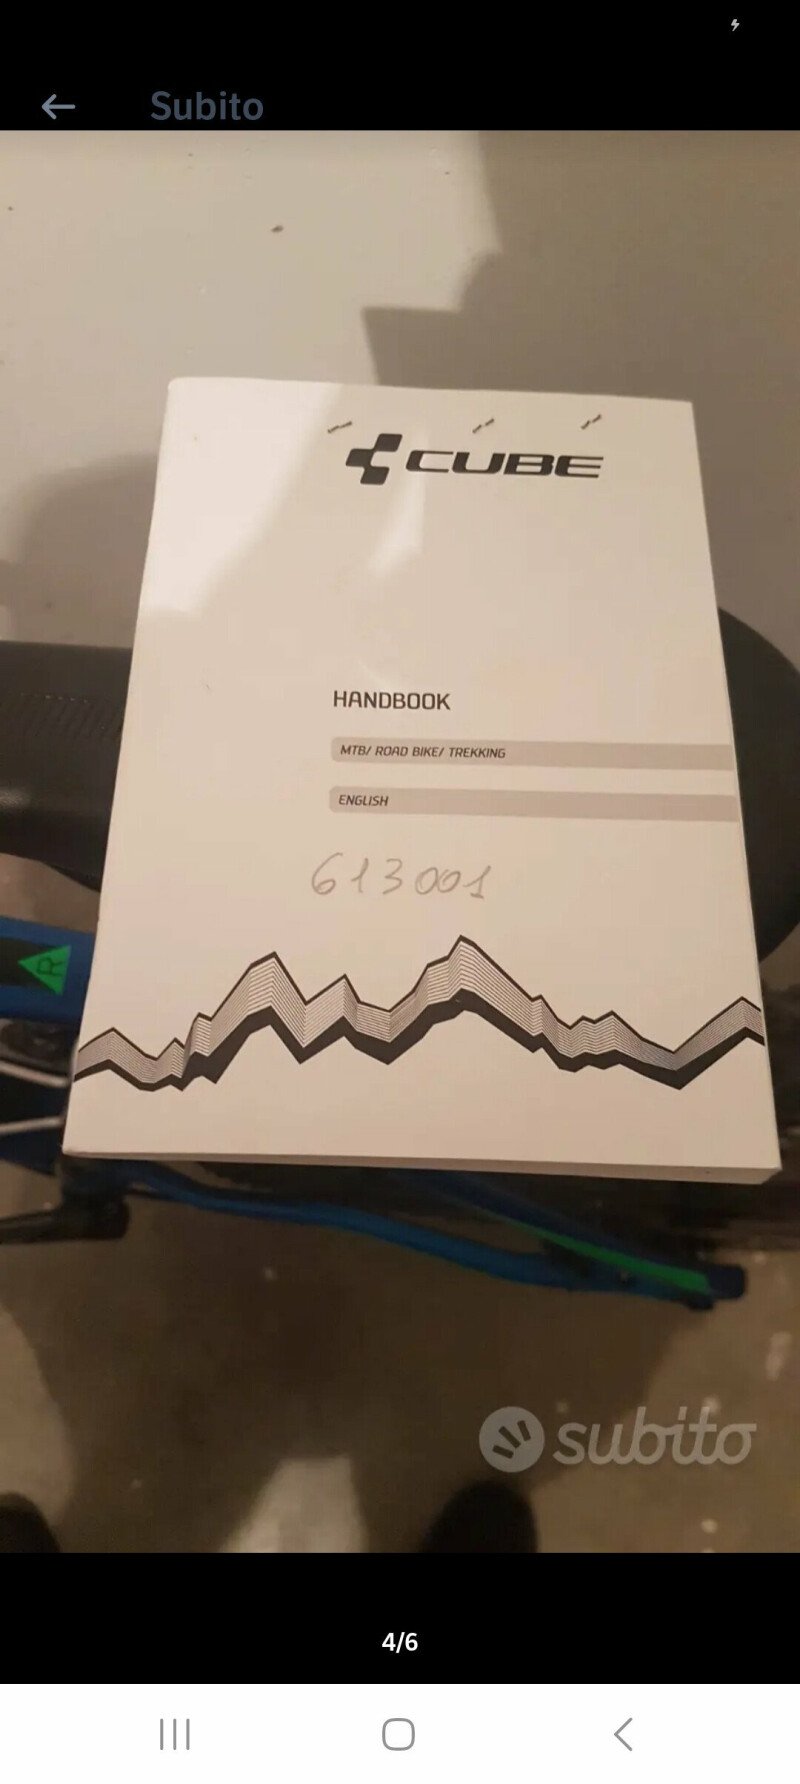 Subito
CUBE
HANDBOOK
MTB/ ROAD BIKE/ TREKKING
ENGLISH
613001
R
subito
4/6